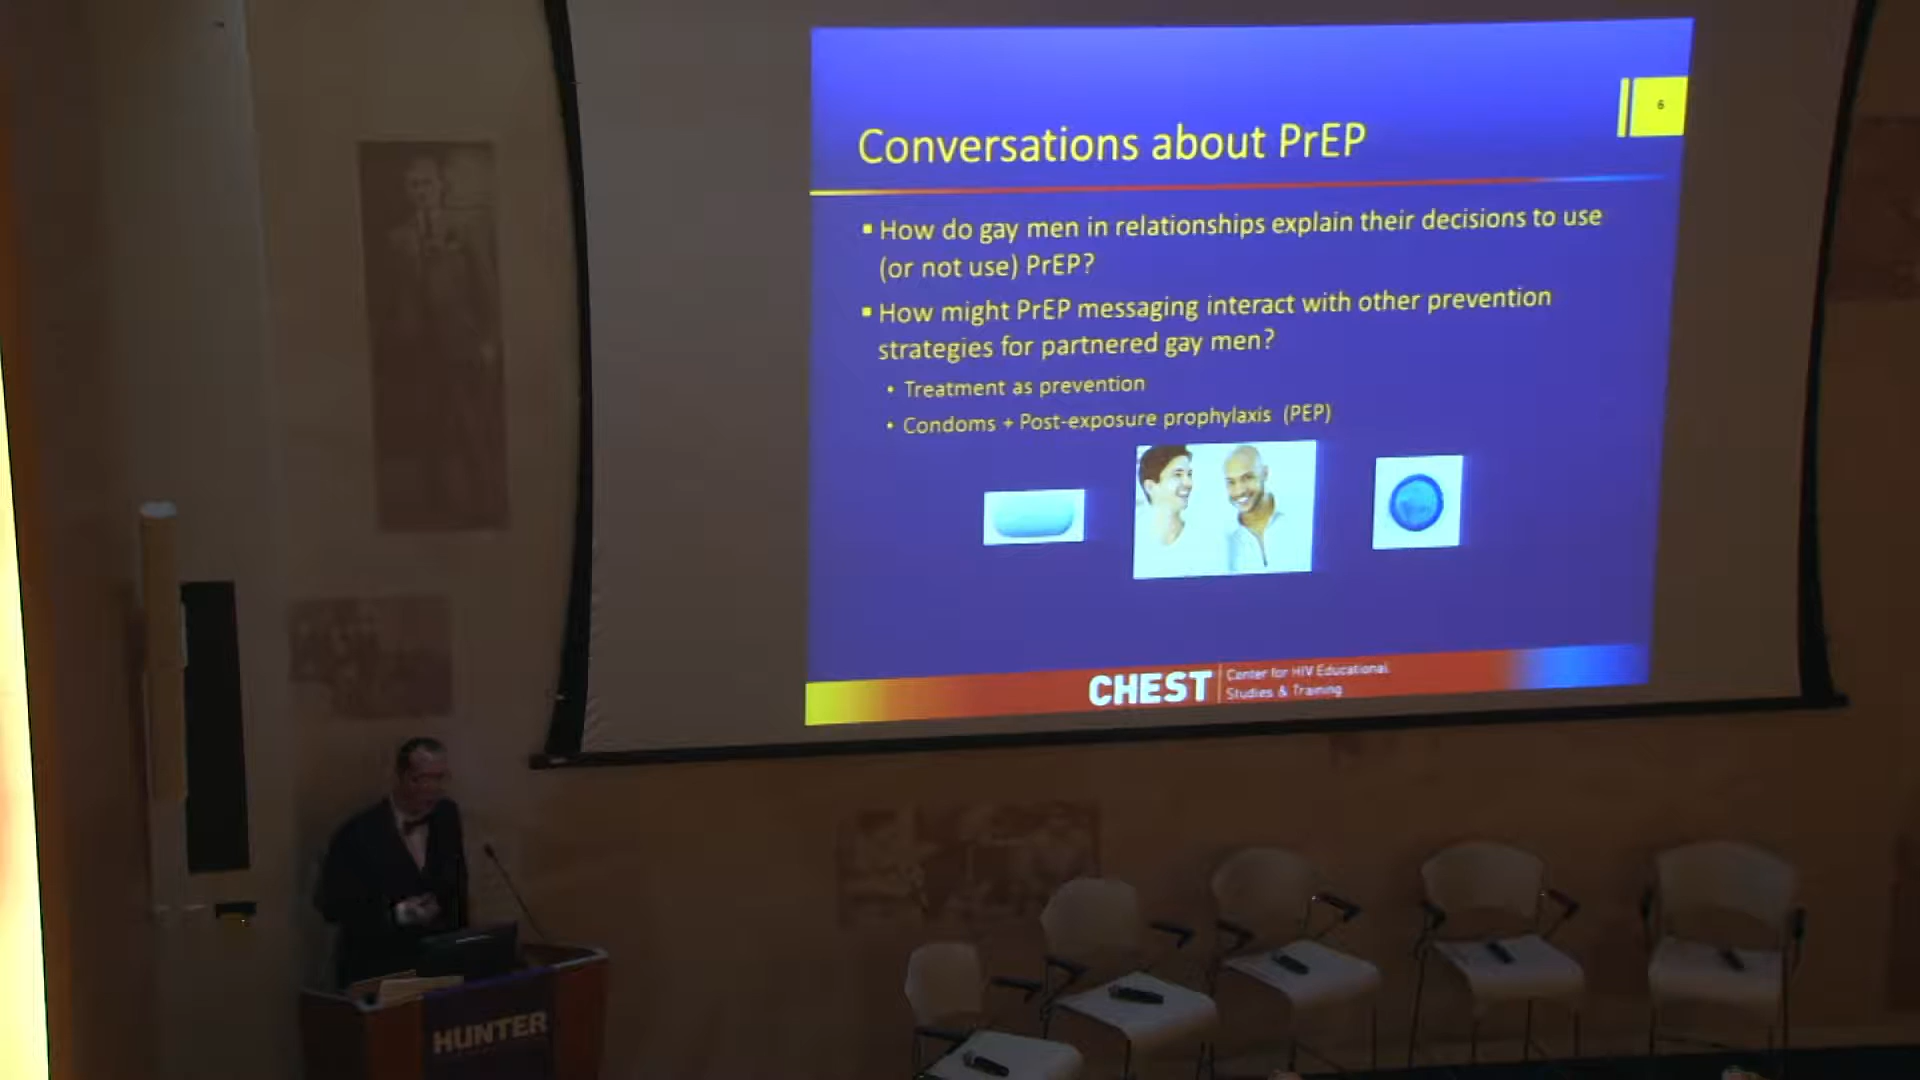 6
Conversations about PrEP
▪ How do gay men in relationships explain their decisions to use
(or not use) PrEP?
▪ How might PrEP messaging interact with other prevention
strategies for partnered gay men?
• Treatment as prevention
• Condoms + Post-exposure prophylaxis (PEP)
CHEST
Center for HIV Educational
Studies & Training
HUNTER